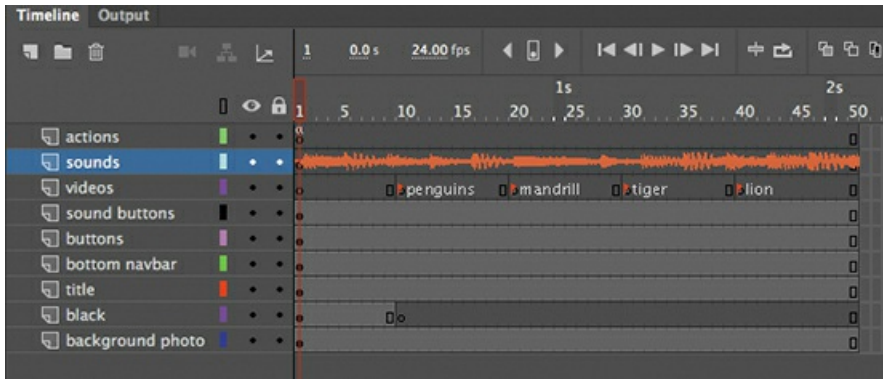 Timeline Output
1 0.0 s 24.00 fps
1s 2s
1 5 10 15 20 25 30 35 40 45 50
actions
sounds
videos penguins mandrill tiger lion
sound buttons
buttons
bottom navbar
title
black
background photo